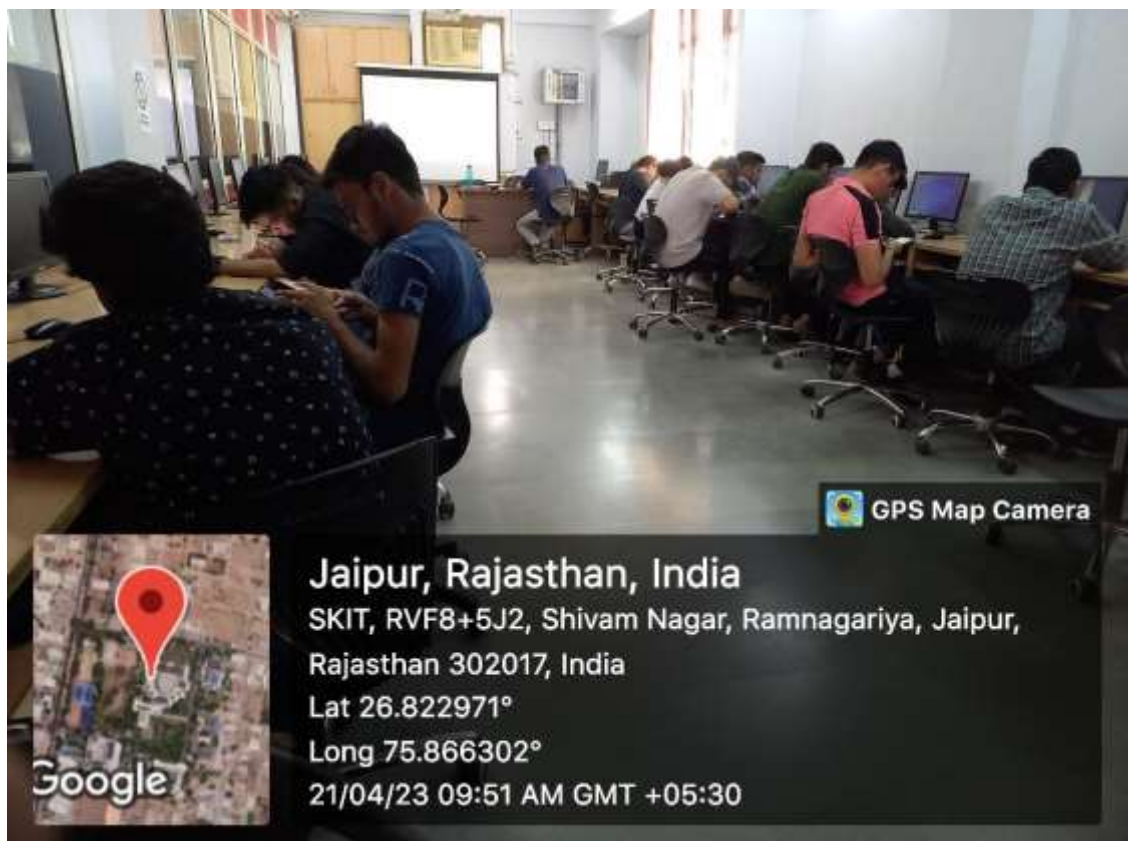 GPS Map Camera
Jaipur, Rajasthan, India
SKIT, RVF8+5J2, Shivam Nagar, Ramnagariya, Jaipur,
Rajasthan 302017, India
Lat 26.822971°
Long 75.866302°
21/04/23 09:51 AM GMT +05:30
Google